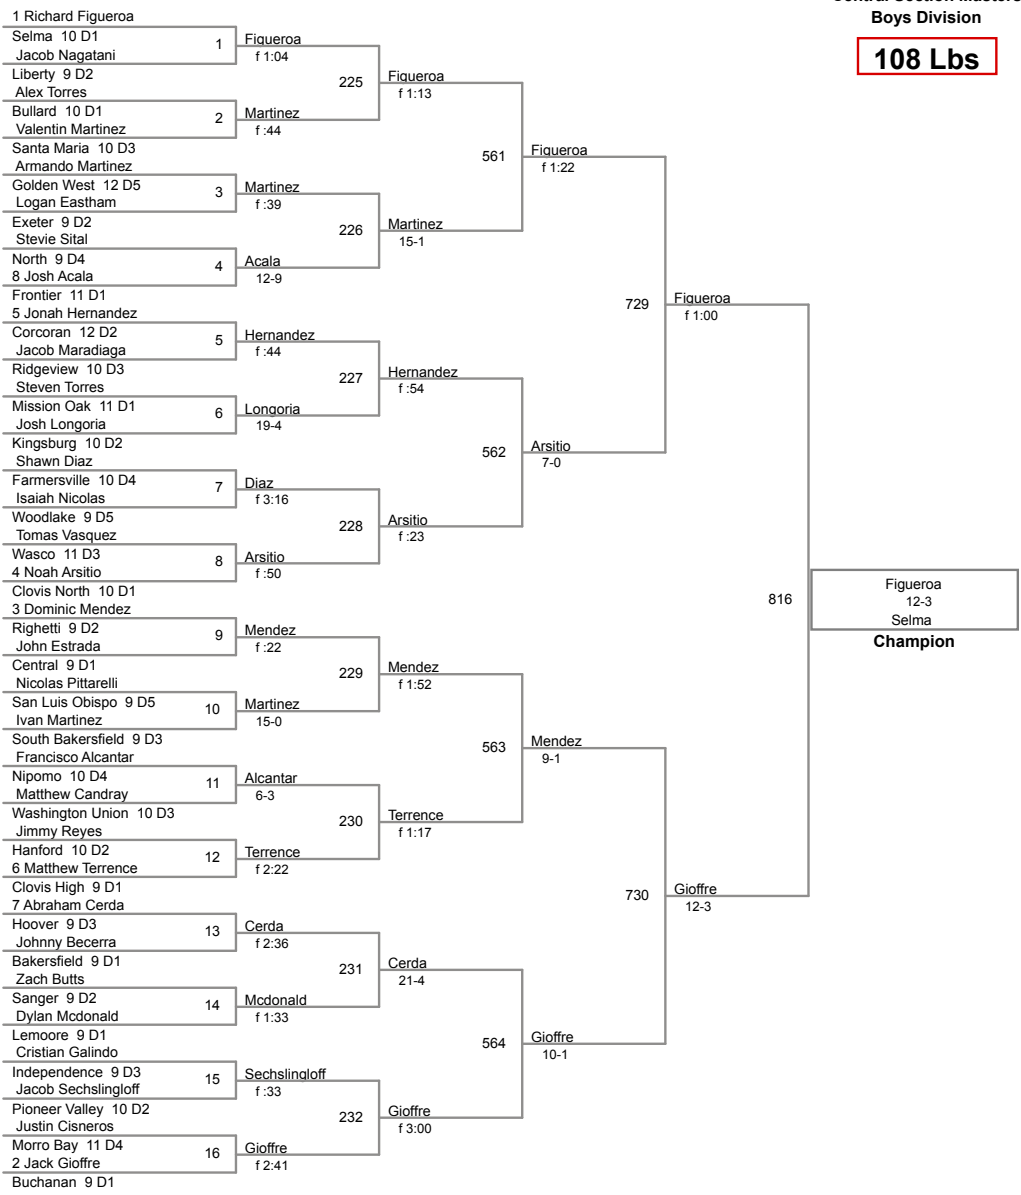 Central Section Masters
Boys Division
108 Lbs
1 Richard Figueroa
Selma 10 D1
Jacob Nagatani
Liberty 9 D2
Alex Torres
Bullard 10 D1
Valentin Martinez
Santa Maria 10 D3
Armando Martinez
Golden West 12 D5
Logan Eastham
Exeter 9 D2
Stevie Sital
North 9 D4
8 Josh Acala
Frontier 11 D1
5 Jonah Hernandez
Corcoran 12 D2
Jacob Maradiaga
Ridgeview 10 D3
Steven Torres
Mission Oak 11 D1
Josh Longoria
Kingsburg 10 D2
Shawn Diaz
Farmersville 10 D4
Isaiah Nicolas
Woodlake 9 D5
Tomas Vasquez
Wasco 11 D3
4 Noah Arsitio
Clovis North 10 D1
3 Dominic Mendez
Righetti 9 D2
John Estrada
Central 9 D1
Nicolas Pittarelli
San Luis Obispo 9 D5
Ivan Martinez
South Bakersfield 9 D3
Francisco Alcantar
Nipomo 10 D4
Matthew Candray
Washington Union 10 D3
Jimmy Reyes
Hanford 10 D2
6 Matthew Terrence
Clovis High 9 D1
7 Abraham Cerda
Hoover 9 D3
Johnny Becerra
Bakersfield 9 D1
Zach Butts
Sanger 9 D2
Dylan Mcdonald
Lemoore 9 D1
Cristian Galindo
Independence 9 D3
Jacob Sechslingloff
Pioneer Valley 10 D2
Justin Cisneros
Morro Bay 11 D4
2 Jack Gioffre
Buchanan 9 D1
1
2
3
4
5
6
7
8
9
10
11
12
13
14
15
16
Figueroa
f 1:04
Martinez
f :44
Martinez
f :39
Acala
12-9
Hernandez
f :44
Longoria
19-4
Diaz
f 3:16
Arsitio
f :50
Mendez
f :22
Martinez
15-0
Alcantar
6-3
Terrence
f 2:22
Cerda
f 2:36
Mcdonald
f 1:33
Sechslingloff
f :33
Gioffre
f 2:41
225
226
227
228
229
230
231
232
Figueroa
f 1:13
Martinez
15-1
Hernandez
f :54
Arsitio
f :23
Mendez
f 1:52
Terrence
f 1:17
Cerda
21-4
Gioffre
f 3:00
561
562
563
564
Figueroa
f 1:22
Arsitio
7-0
Mendez
9-1
Gioffre
10-1
729
730
Figueroa
f 1:00
Gioffre
12-3
816
Figueroa
12-3
Selma
Champion